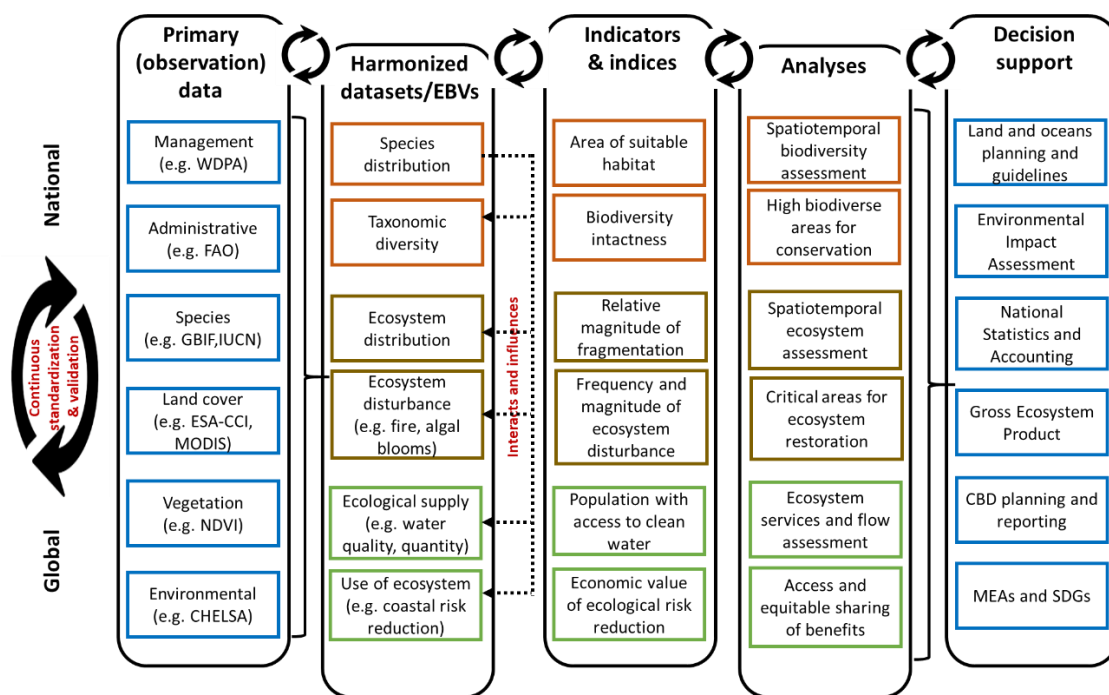 Primary
(observation)
data
Harmonized
datasets/EBVs
Indicators
& indices
Analyses
Decision
support
National
Continuous
standardization
& validation
Global
Management
(e.g. WDPA)
Administrative
(e.g. FAO)
Species
(e.g. GBIF,IUCN)
Land cover
(e.g. ESA-CCI,
MODIS)
Vegetation
(e.g. NDVI)
Environmental
(e.g. CHELSA)
Species
distribution
Taxonomic
diversity
Ecosystem
distribution
Ecosystem
disturbance
(e.g. fire, algal
blooms)
Ecological supply
(e.g. water
quality, quantity)
Use of ecosystem
(e.g. coastal risk
reduction)
Interacts and influences
Area of suitable
habitat
Biodiversity
intactness
Relative
magnitude of
fragmentation
Frequency and
magnitude of
ecosystem
disturbance
Population with
access to clean
water
Economic value
of ecological risk
reduction
Spatiotemporal
biodiversity
assessment
High biodiverse
areas for
conservation
Spatiotemporal
ecosystem
assessment
Critical areas for
ecosystem
restoration
Ecosystem
services and flow
assessment
Access and
equitable sharing
of benefits
Land and oceans
planning and
guidelines
Environmental
Impact
Assessment
National
Statistics and
Accounting
Gross Ecosystem
Product
CBD planning and
reporting
MEAs and SDGs